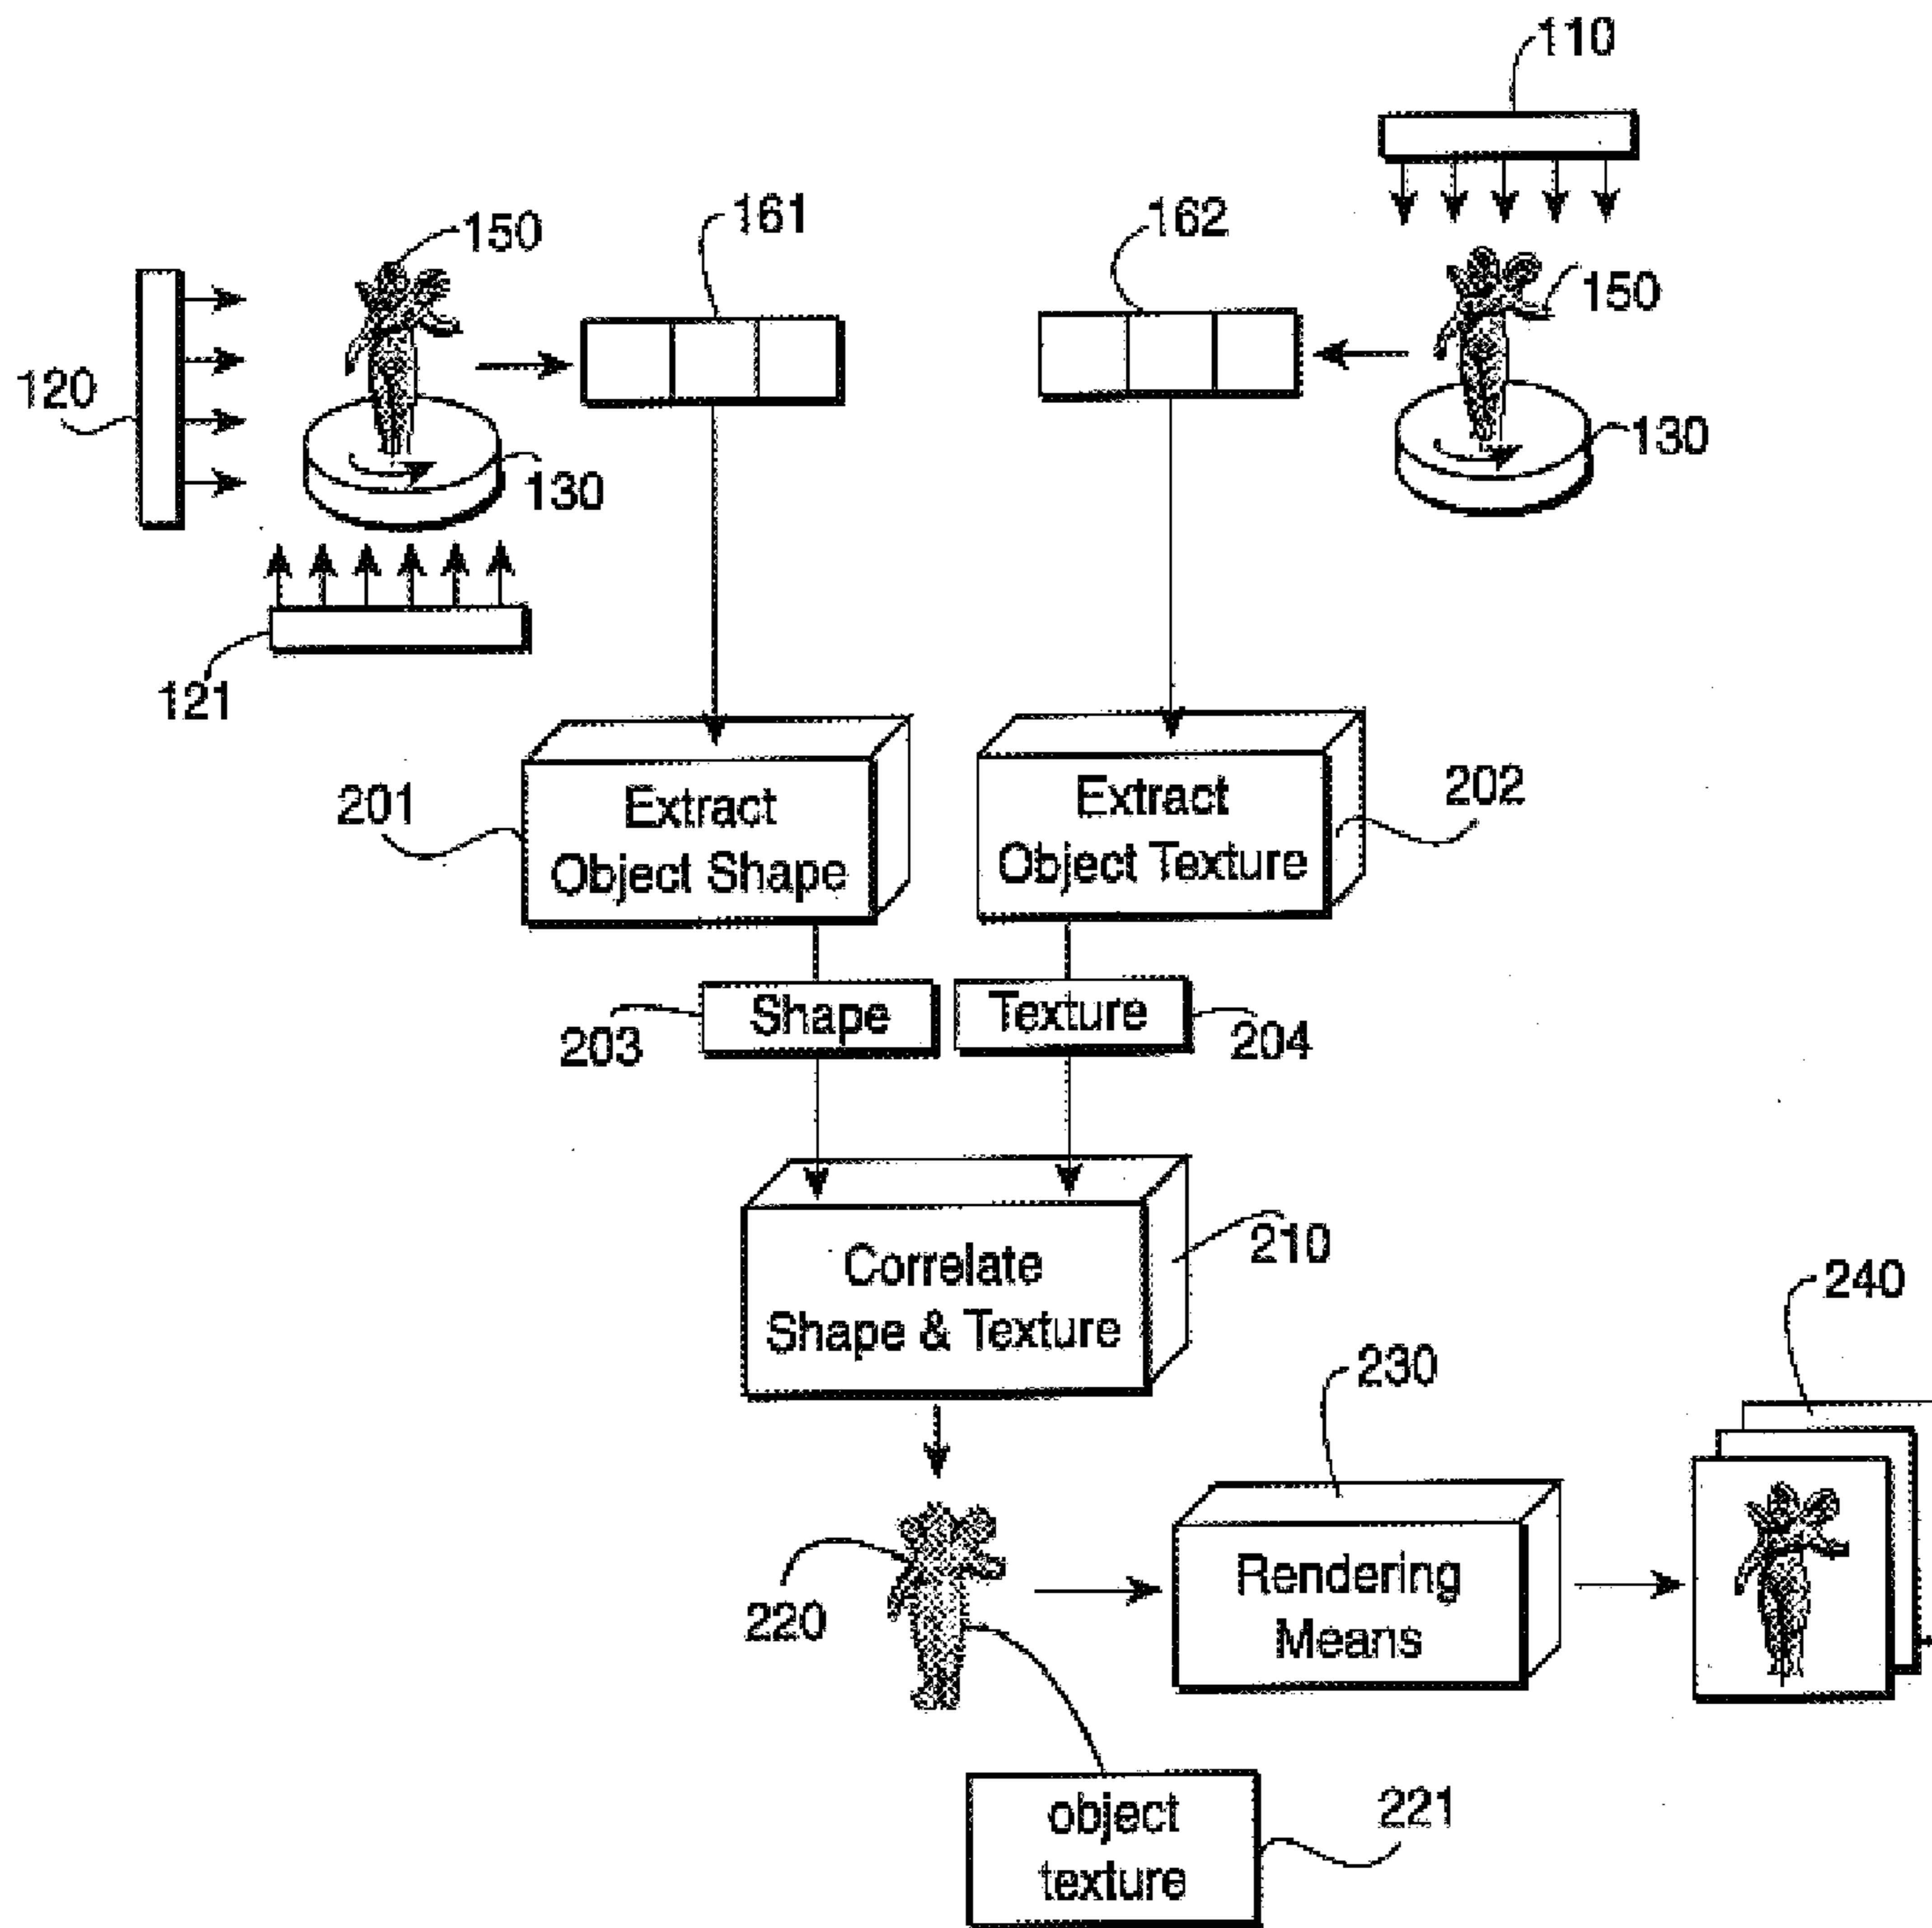 110
150
161
162
150
120
130
130
121
201
Extract
Object Shape
Extract
Object Texture
202
203
Shape
Texture
204
Correlate
Shape & Texture
210
240
230
220
Rendering
Means
object
texture
221